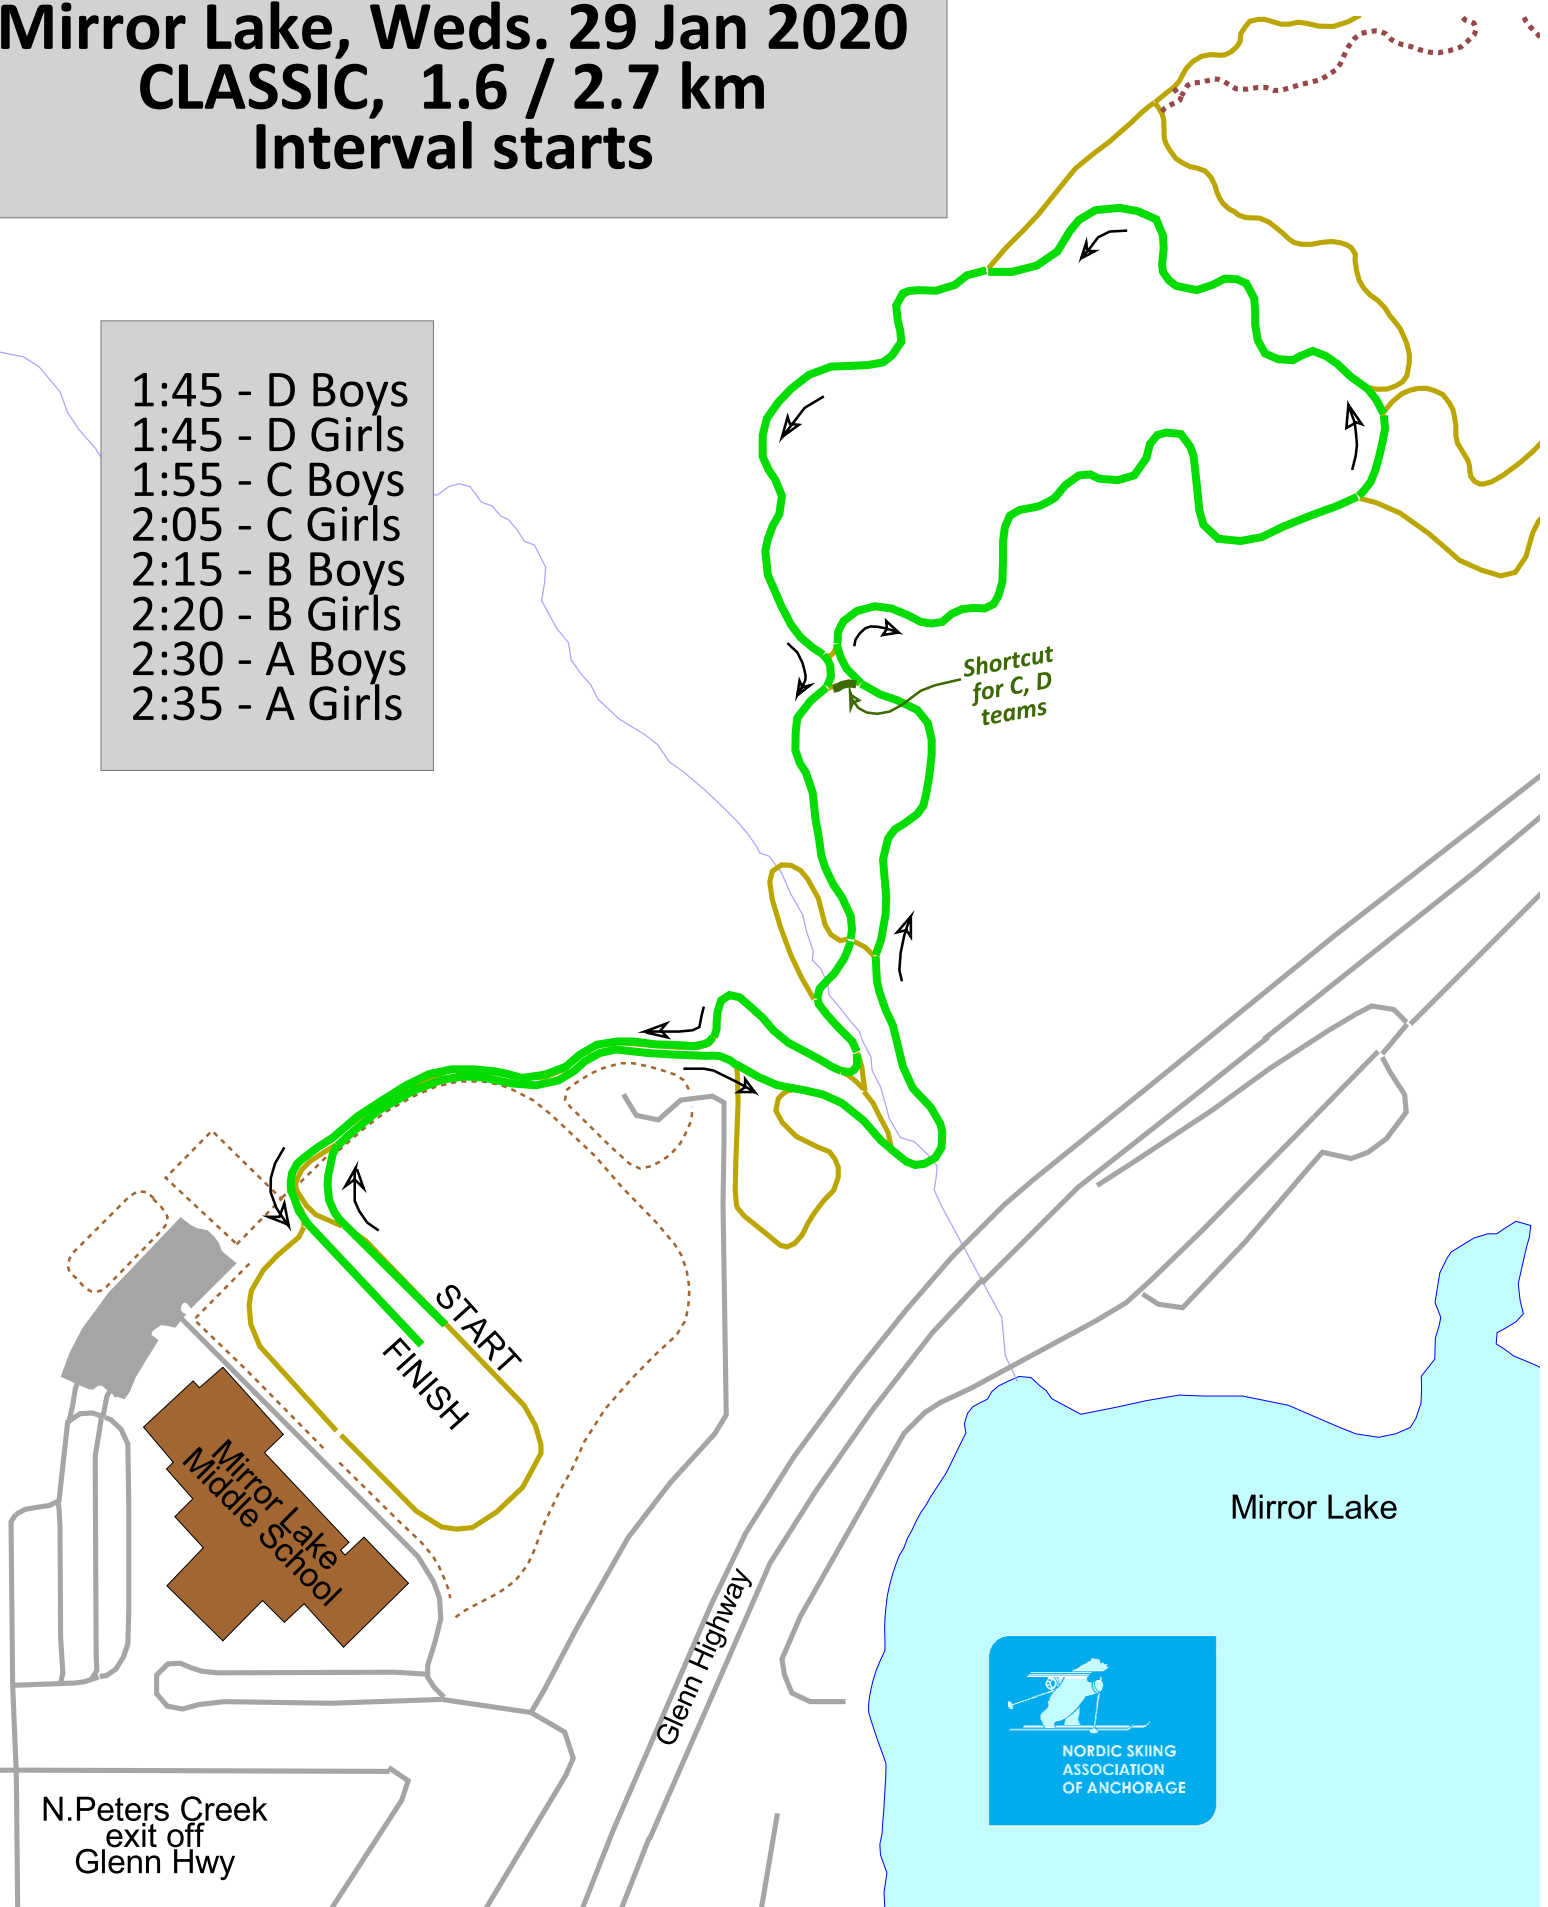 Mirror Lake, Weds. 29 Jan 2020
CLASSIC, 1.6 / 2.7 km
Interval starts
1:45 - D Boys
1:45 - D Girls
1:55 - C Boys
2:05 - C Girls
2:15 - B Boys
2:20 - B Girls
2:30 - A Boys
2:35 - A Girls
Shortcut
for C, D
teams
START
FINISH
Mirror Lake
Middle School
Mirror Lake
Glenn Highway
NORDIC SKIING
ASSOCIATION
OF ANCHORAGE
N.Peters Creek
exit off
Glenn Hwy